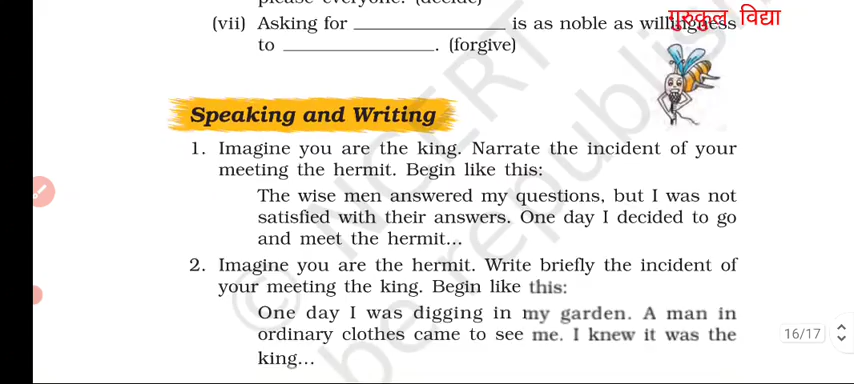 please everyone. (decide)
गुरुकुल विद्या
(vii) Asking for ____________ is as noble as willingness
to ____________. (forgive)
Speaking and Writing
1. Imagine you are the king. Narrate the incident of your
meeting the hermit. Begin like this:
The wise men answered my questions, but I was not
satisfied with their answers. One day I decided to go
and meet the hermit...
2. Imagine you are the hermit. Write briefly the incident of
your meeting the king. Begin like this:
One day I was digging in my garden. A man in
ordinary clothes came to see me. I knew it was the
king...
16/17
© NCERT
be republish